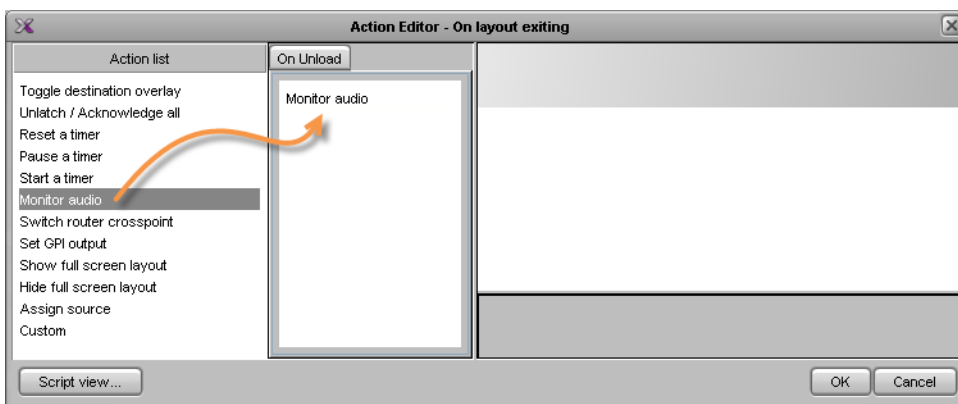 Action Editor - On layout exiting
Action list
On Unload
Toggle destination overlay
Unlatch / Acknowledge all
Reset a timer
Pause a timer
Start a timer
Monitor audio
Switch router crosspoint
Set GPI output
Show full screen layout
Hide full screen layout
Assign source
Custom
Monitor audio
Script view...
OK
Cancel